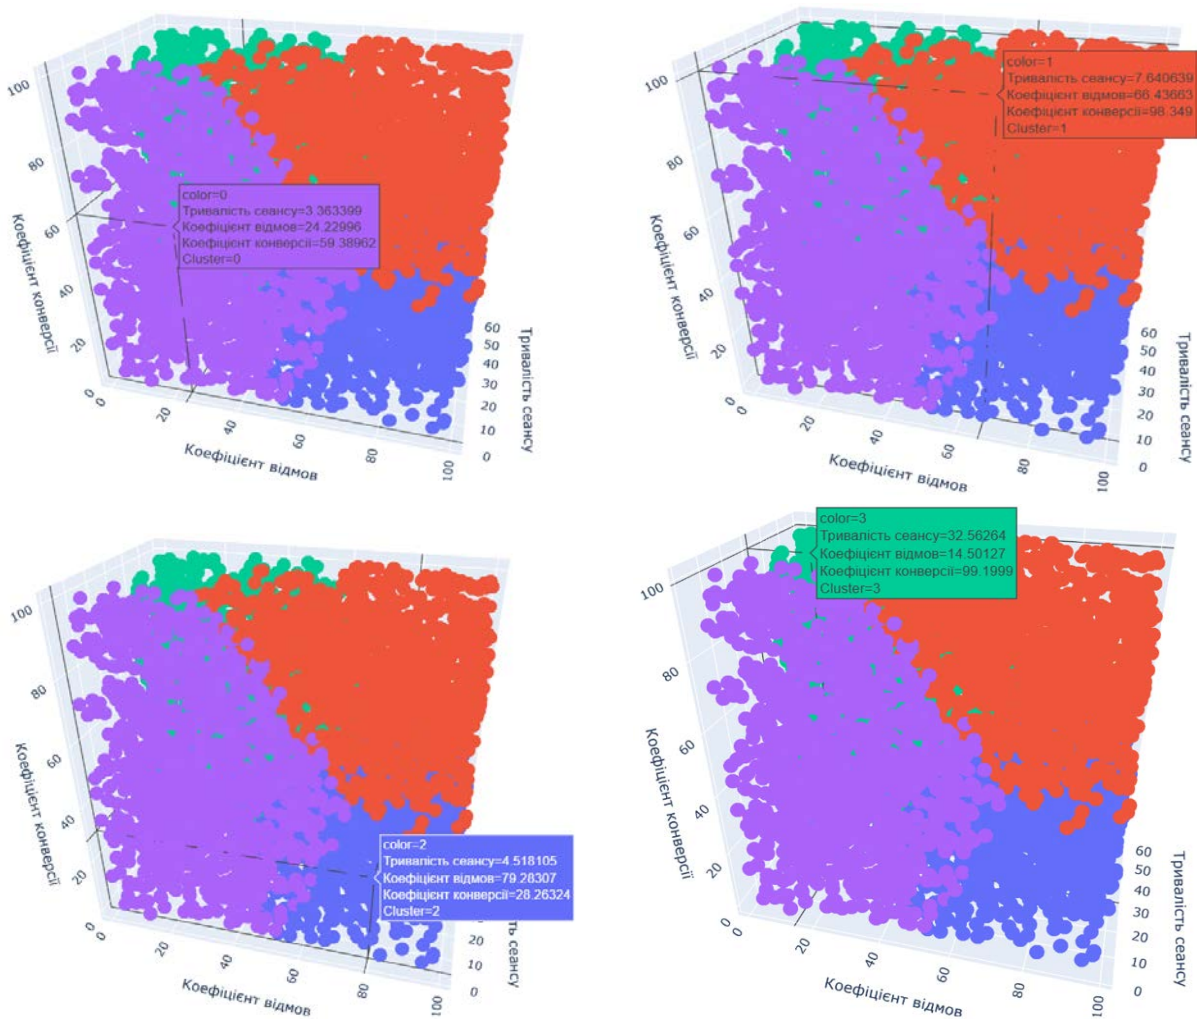 100
80
60
40
20
0
Коефіцієнт конверсії
color=0
Тривалість сеансу=3.363399
Коефіцієнт відмов=24.22996
Коефіцієнт конверсії=59.38962
Cluster=0
0
20
40
60
80
100
Коефіцієнт відмов
60
50
40
30
20
10
0
Тривалість сеансу
100
80
60
40
20
0
Коефіцієнт конверсії
color=1
Тривалість сеансу=7.640639
Коефіцієнт відмов=66.43663
Коефіцієнт конверсії=98.349
Cluster=1
0
20
40
60
80
100
Коефіцієнт відмов
60
50
40
30
20
10
0
Тривалість сеансу
100
80
60
40
20
0
Коефіцієнт конверсії
color=2
Тривалість сеансу=4.518105
Коефіцієнт відмов=79.28307
Коефіцієнт конверсії=28.26324
Cluster=2
0
20
40
60
80
100
Коефіцієнт відмов
20
10
0
ть сеансу
100
80
60
40
20
0
Коефіцієнт конверсії
color=3
Тривалість сеансу=32.56264
Коефіцієнт відмов=14.50127
Коефіцієнт конверсії=99.1999
Cluster=3
0
20
40
60
80
100
Коефіцієнт відмов
60
50
40
30
20
10
0
Тривалість сеансу